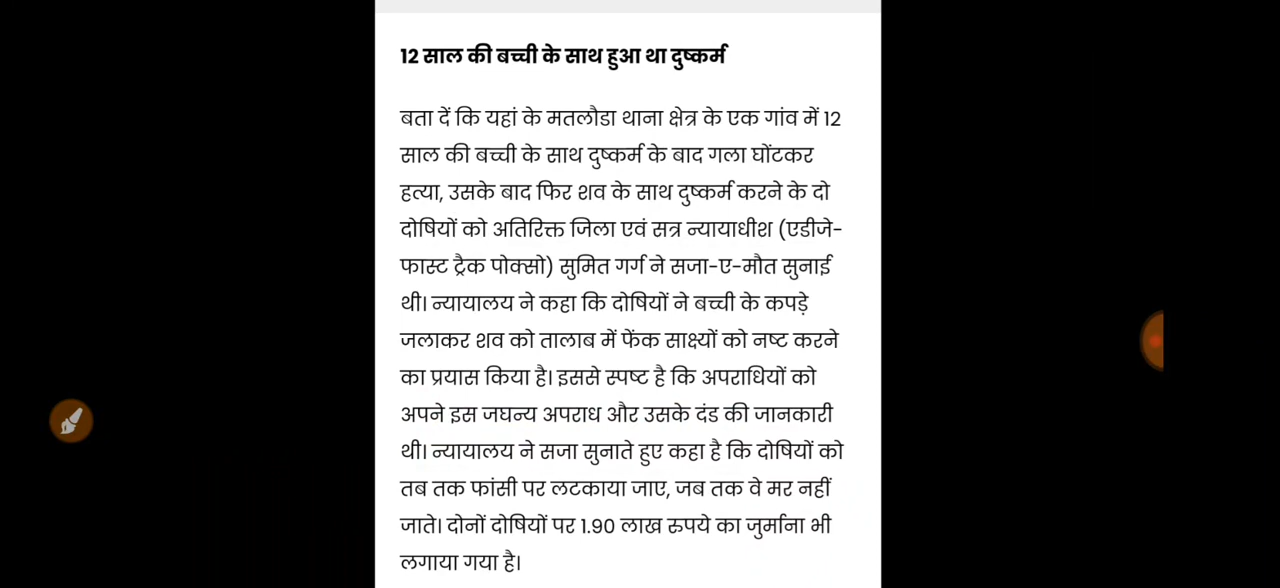 12 साल की बच्ची के साथ हुआ था दुष्कर्म
बता दें कि यहां के मतलौडा थाना क्षेत्र के एक गांव में 12
साल की बच्ची के साथ दुष्कर्म के बाद गला घोंटकर
हत्या, उसके बाद फिर शव के साथ दुष्कर्म करने के दो
दोषियों को अतिरिक्त जिला एवं सत्र न्यायाधीश (एडीजे-
फास्ट ट्रैक पोक्सो) सुमित गर्ग ने सजा-ए-मौत सुनाई
थी। न्यायालय ने कहा कि दोषियों ने बच्ची के कपड़े
जलाकर शव को तालाब में फेंक साक्ष्यों को नष्ट करने
का प्रयास किया है। इससे स्पष्ट है कि अपराधियों को
अपने इस जघन्य अपराध और उसके दंड की जानकारी
थी। न्यायालय ने सजा सुनाते हुए कहा है कि दोषियों को
तब तक फांसी पर लटकाया जाए, जब तक वे मर नहीं
जाते। दोनों दोषियों पर 1.90 लाख रुपये का जुर्माना भी
लगाया गया है।